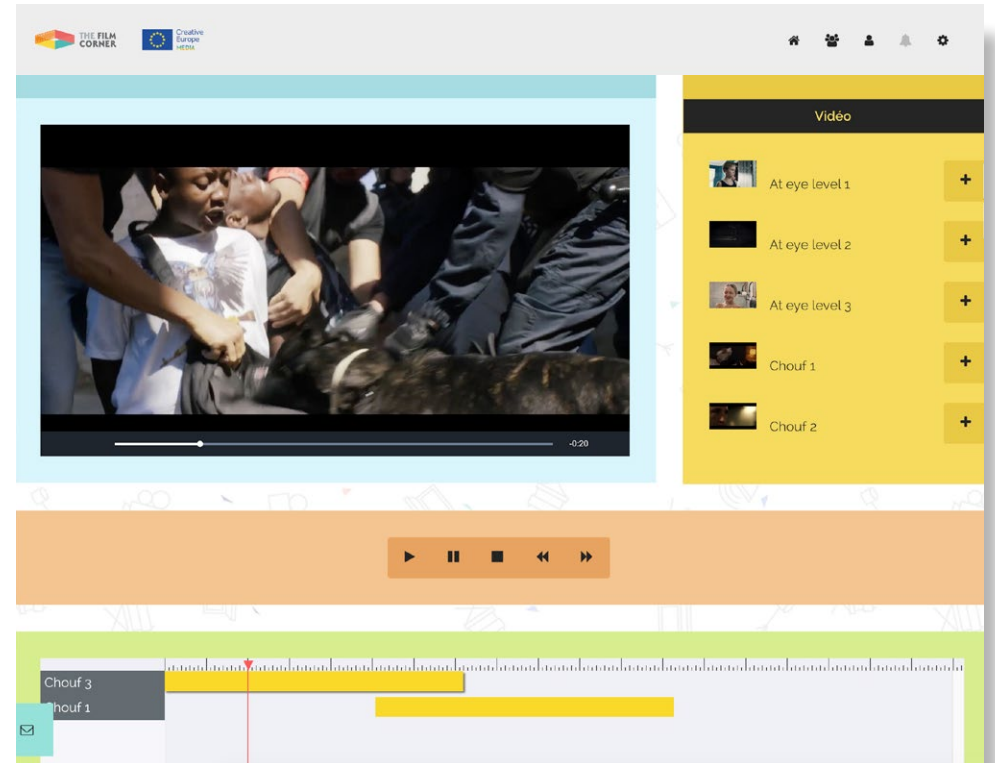 THE FILM
CORNER
Creative
Europe
MEDIA
Vidéo
At eye level 1
At eye level 2
At eye level 3
Chouf 1
Chouf 2
-0:20
Chouf 3
Chouf 1